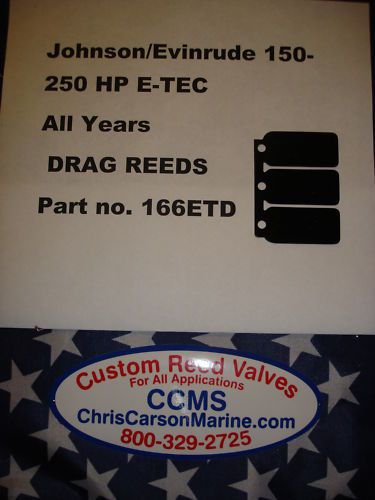 Johnson/Evinrude 150-
250 HP E-TEC
All Years
DRAG REEDS
Part no. 166ETD
Custom Reed Valves
For All Applications
CCMS
ChrisCarsonMarine.com
800-329-2725